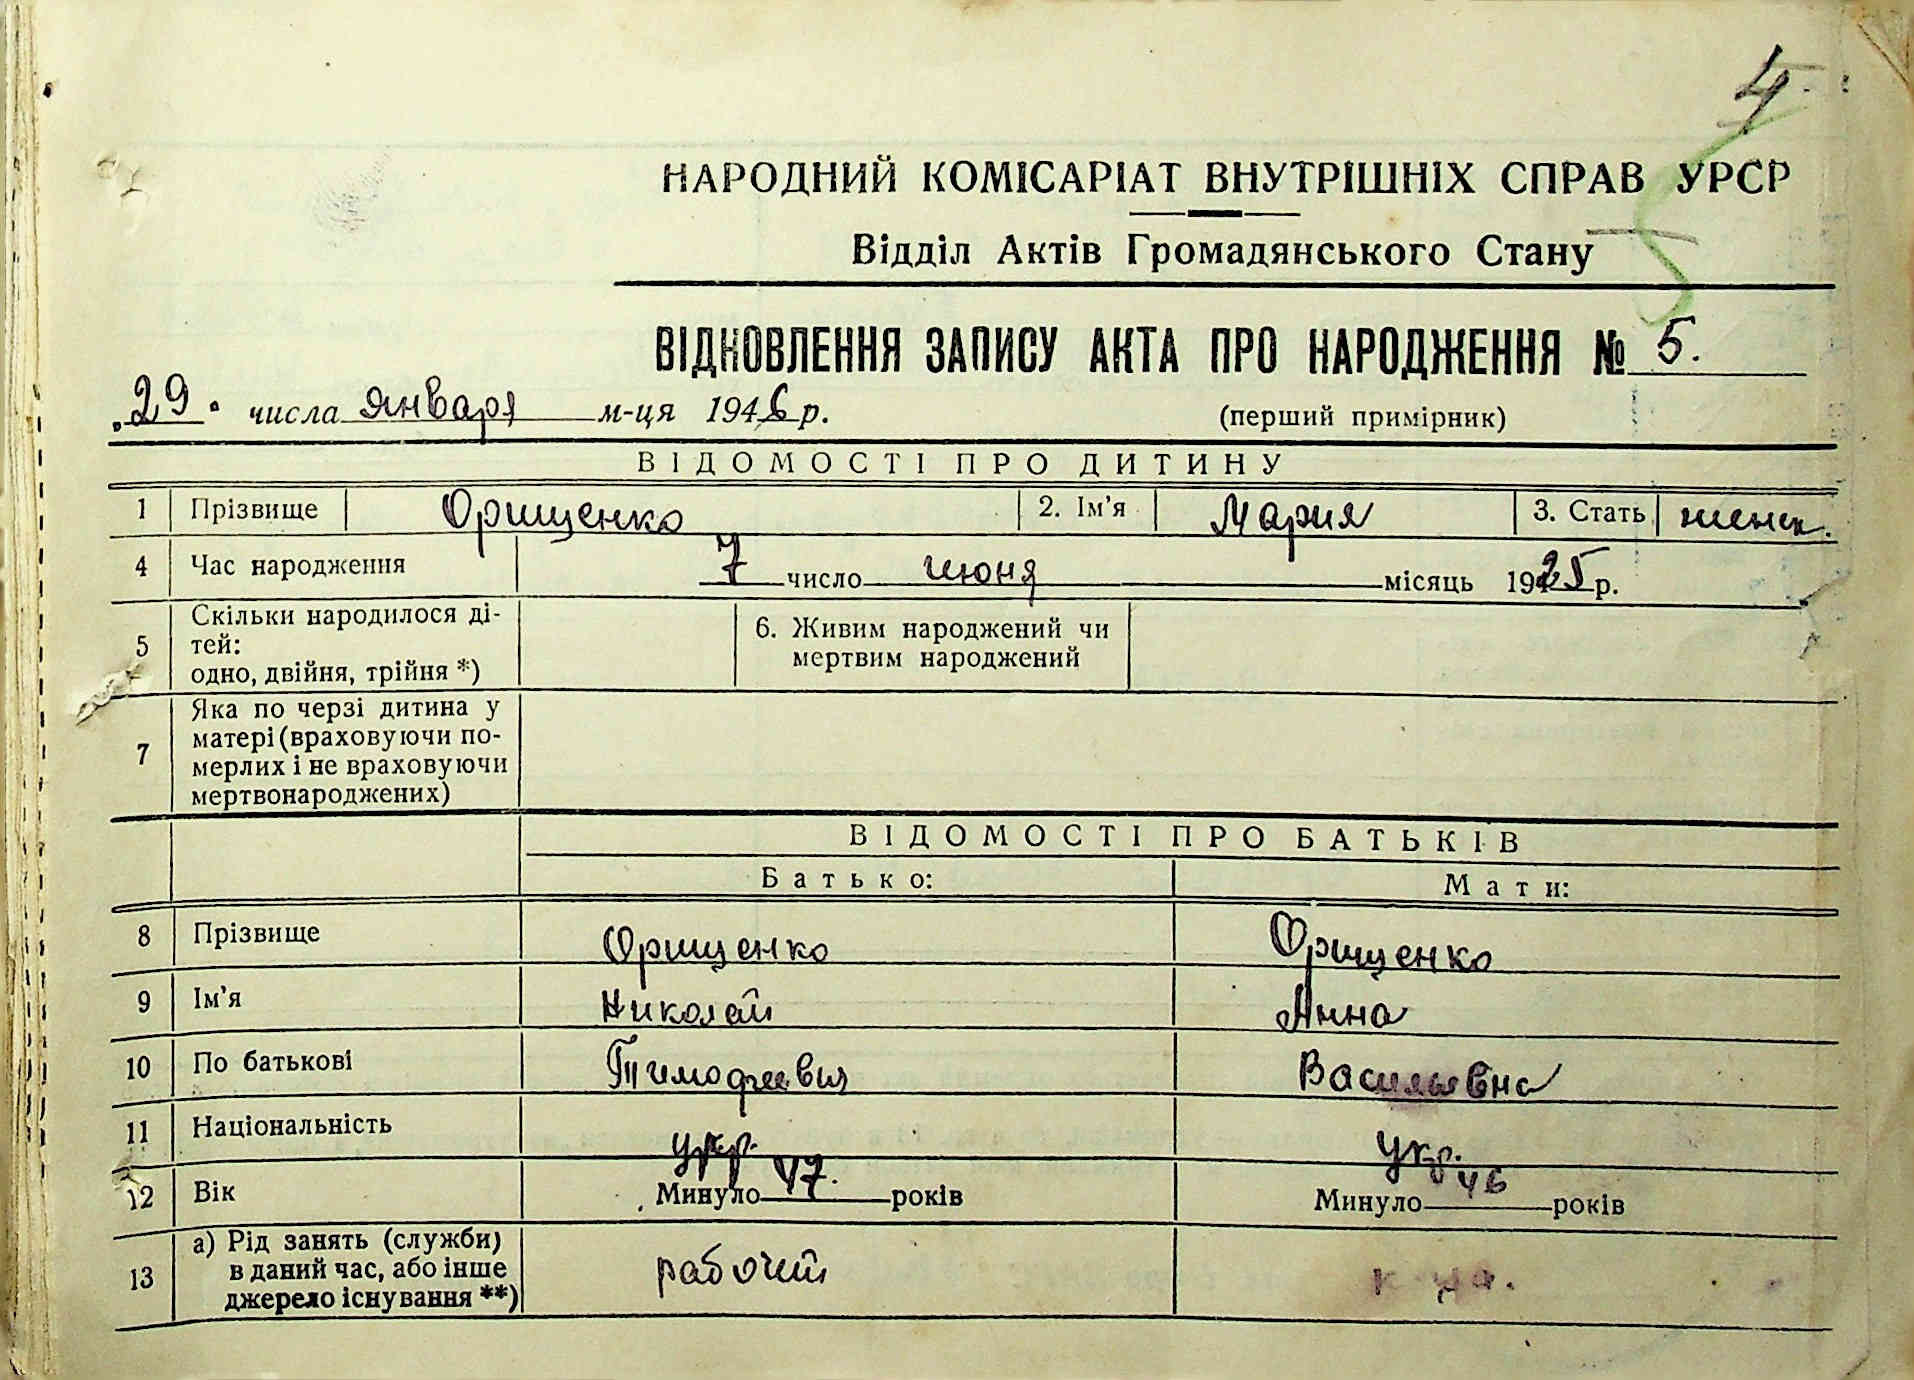 4
НАРОДНИЙ КОМІСАРІАТ ВНУТРІШНІХ СПРАВ УРСР
Відділ Актів Громадянського Стану
ВІДНОВЛЕННЯ ЗАПИСУ АКТА ПРО НАРОДЖЕННЯ № 5.
„29" числа января м-ця 1946 р. (перший примірник)
ВІДОМОСТІ ПРО ДИТИНУ
1 Прізвище Орищенко 2. Ім'я Мария 3. Стать женск.
4 Час народження 7 число июня місяць 1925 р.
5 Скільки народилося ді-
тей:
одно, двійня, трійня *)
6. Живим народжений чи
мертвим народжений
7 Яка по черзі дитина у
матері (враховуючи по-
мерлих і не враховуючи
мертвонароджених)
ВІДОМОСТІ ПРО БАТЬКІВ
Батько: Мати:
8 Прізвище Орищенко Орищенко
9 Ім'я Николай Анна
10 По батькові Тимофеевич Васильевна
11 Національність укр. укр.
12 Вік Минуло 47. років Минуло 46 років
13 а) Рід занять (служби)
в даний час, або інше
джерело існування **)
рабочий